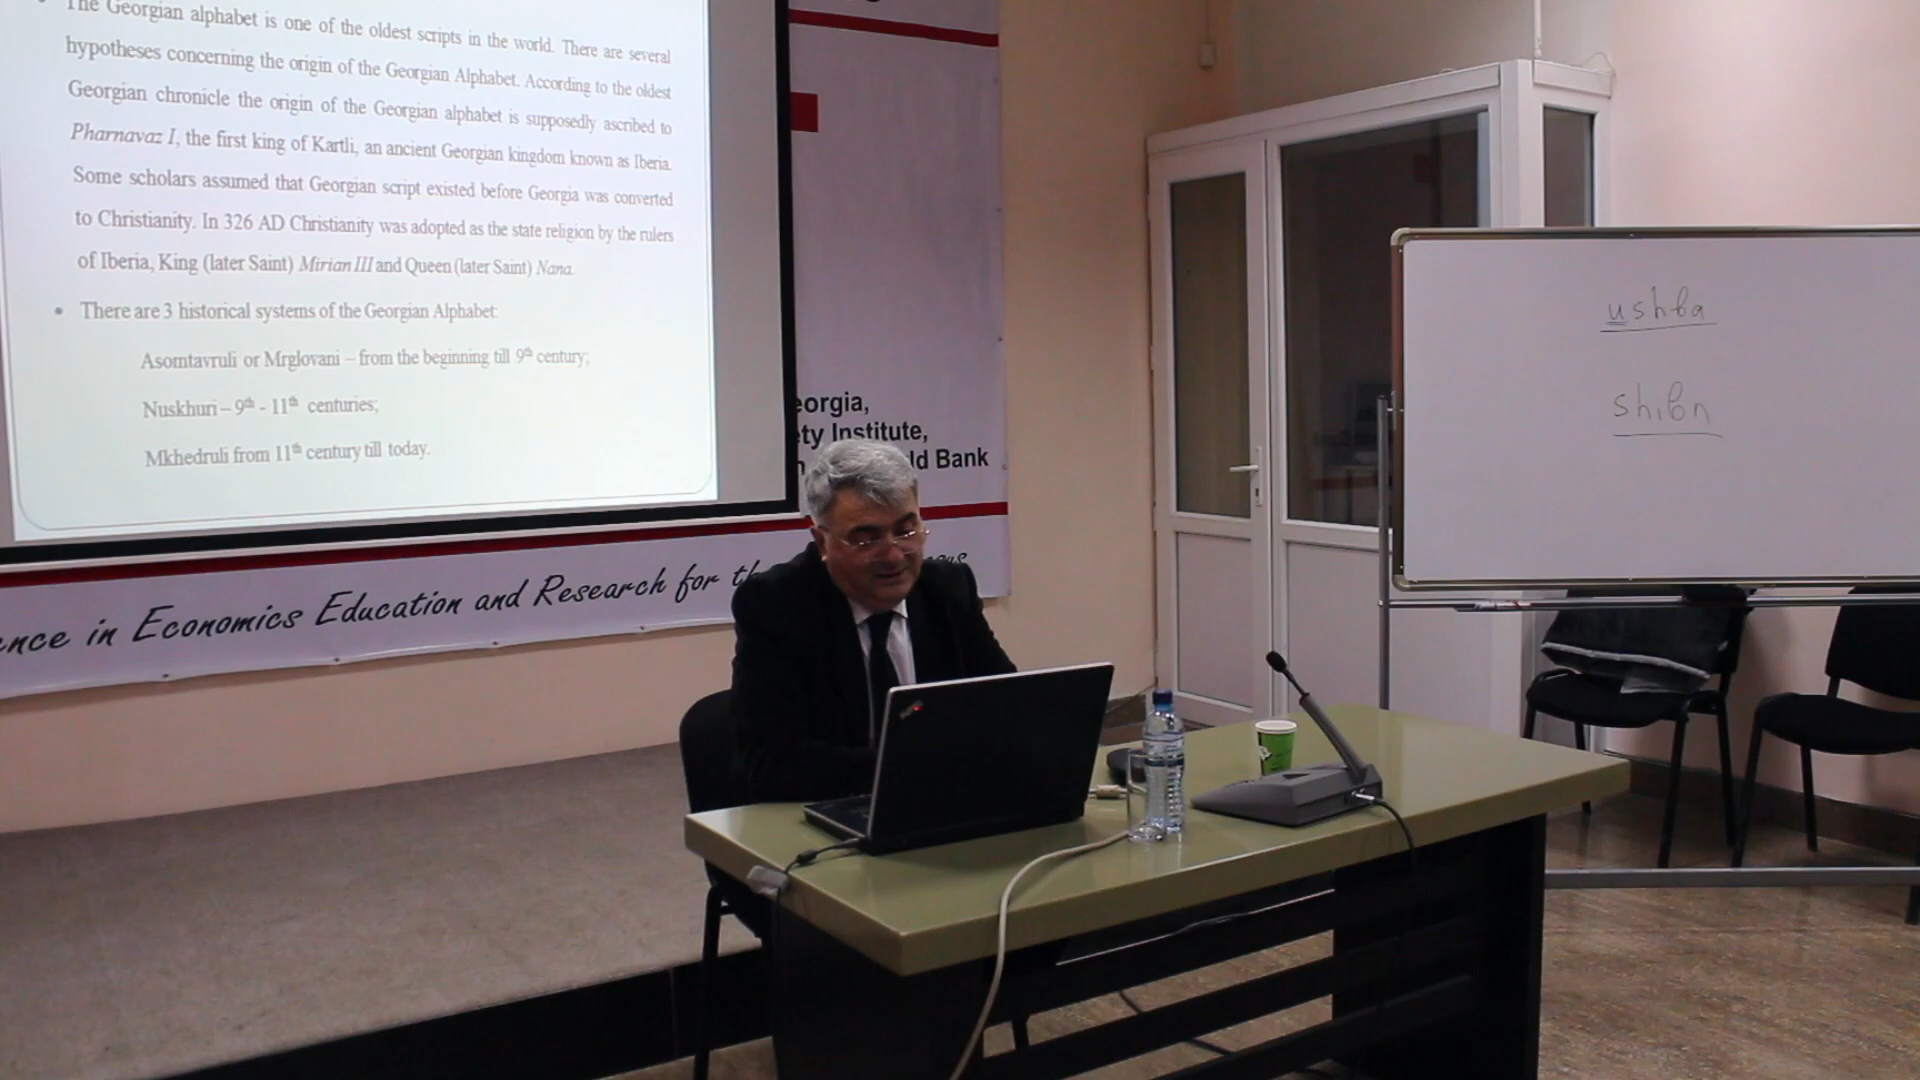 The Georgian alphabet is one of the oldest scripts in the world. There are several
hypotheses concerning the origin of the Georgian Alphabet. According to the oldest
Georgian chronicle the origin of the Georgian alphabet is supposedly ascribed to
Pharnavaz I, the first king of Kartli, an ancient Georgian kingdom known as Iberia.
Some scholars assumed that Georgian script existed before Georgia was converted
to Christianity. In 326 AD Christianity was adopted as the state religion by the rulers
of Iberia, King (later Saint) Mirian III and Queen (later Saint) Nana.
• There are 3 historical systems of the Georgian Alphabet:
Asomtavruli or Mrglovani – from the beginning till 9th century;
Nuskhuri – 9th - 11th centuries;
Mkhedruli from 11th century till today.
eorgia,
ty Institute,
ld Bank
nce in Economics Education and Research for
ushba